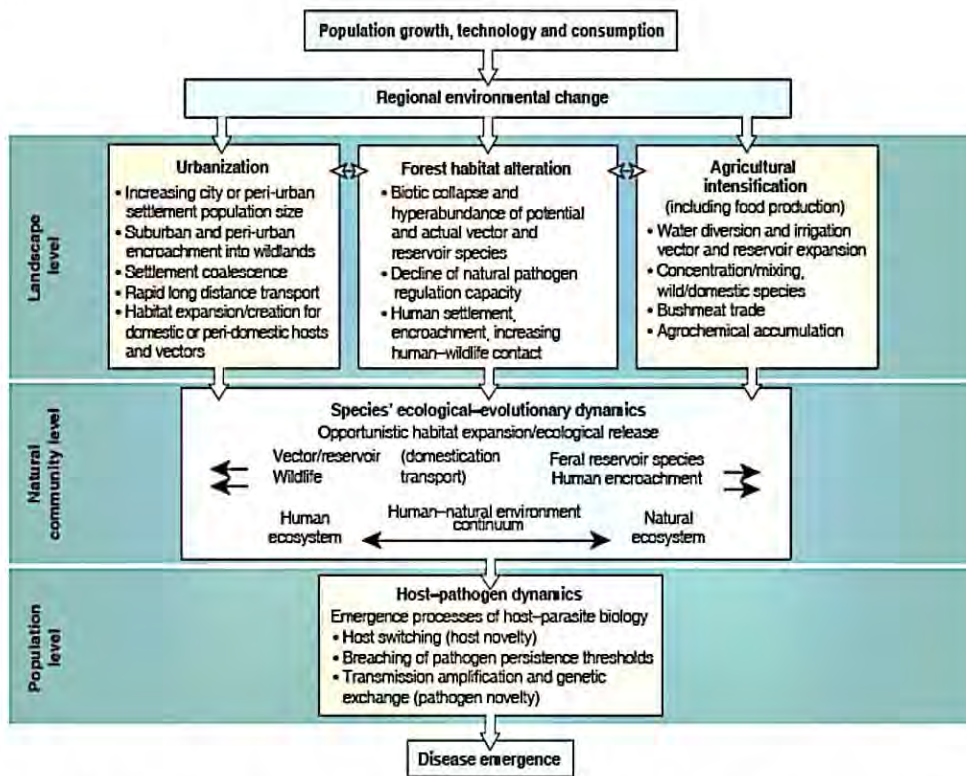 Population growth, technology and consumption
Regional environmental change
Landscape
level
Urbanization
• Increasing city or peri-urban
settlement population size
• Suburban and peri-urban
encroachment into wildlands
• Settlement coalescence
• Rapid long distance transport
• Habitat expansion/creation for
domestic or peri-domestic hosts
and vectors
Forest habitat alteration
• Biotic collapse and
hyperabundance of potential
and actual vector and
reservoir species
• Decline of natural pathogen
regulation capacity
• Human settlement,
encroachment, increasing
human–wildlife contact
Agricultural
intensification
(including food production)
• Water diversion and irrigation
vector and reservoir expansion
• Concentration/mixing,
wild/domestic species
• Bushmeat trade
• Agrochemical accumulation
Natural
community level
Species' ecological–evolutionary dynamics
Opportunistic habitat expansion/ecological release
Vector/reservoir
Wildlife
(domestication
transport)
Feral reservoir species
Human encroachment
Human
ecosystem
Human–natural environment
continuum
Natural
ecosystem
Population
level
Host–pathogen dynamics
Emergence processes of host–parasite biology
• Host switching (host novelty)
• Breaching of pathogen persistence thresholds
• Transmission amplification and genetic
exchange (pathogen novelty)
Disease emergence